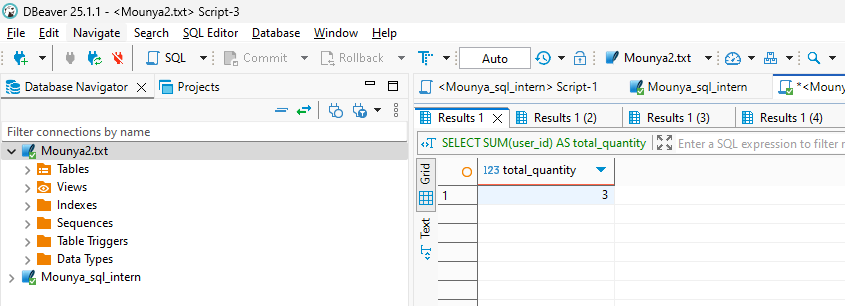 DBeaver 25.1.1 - <Mounya2.txt> Script-3
File Edit Navigate Search SQL Editor Database Window Help
SQL Commit Rollback T Auto Mounya2.txt
Database Navigator Projects
Filter connections by name
Mounya2.txt
Tables
Views
Indexes
Sequences
Table Triggers
Data Types
Mounya_sql_intern
<Mounya_sql_intern> Script-1 Mounya_sql_intern *<Moun
Results 1 Results 1 (2) Results 1 (3) Results 1 (4)
SELECT SUM(user_id) AS total_quantity Enter a SQL expression to filter
Grid
Text
123 total_quantity
1 3